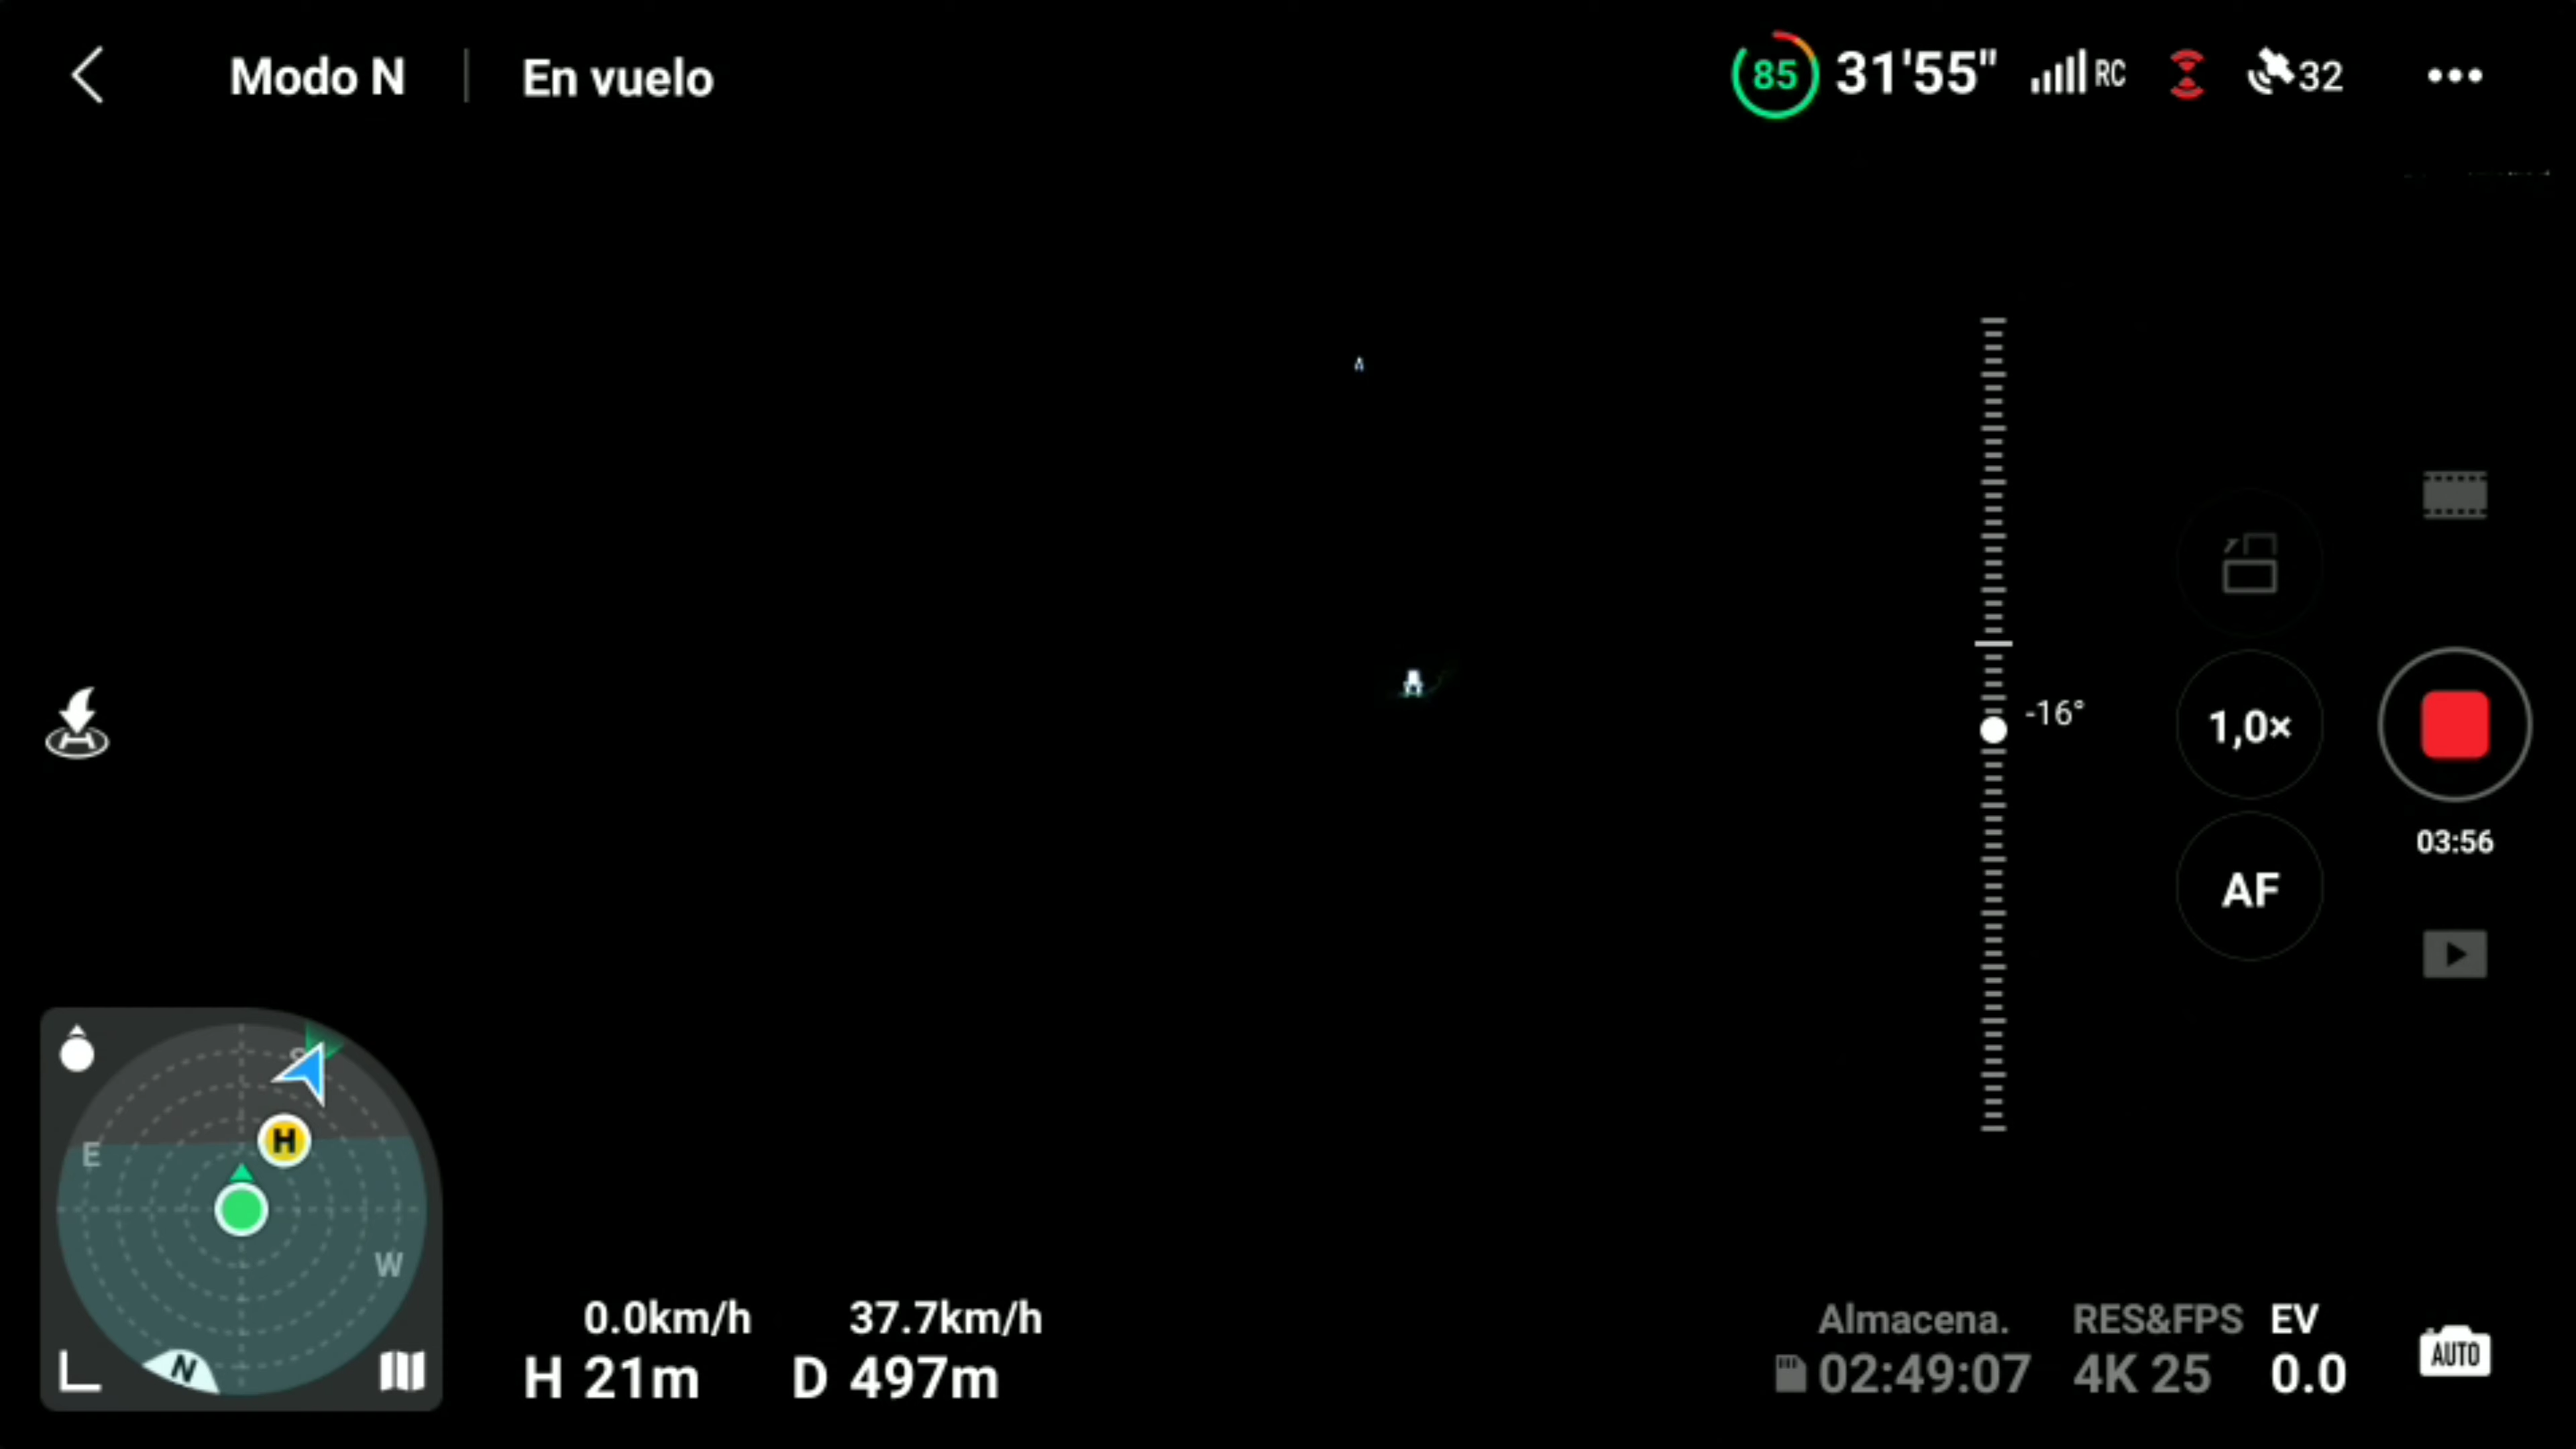 Modo N | En vuelo
85 31'55" RC 32
-16°
1,0×
03:56
AF
S
H
E
W
N
0.0km/h 37.7km/h
H 21m D 497m
Almacena. RES&FPS EV
02:49:07 4K 25 0.0
AUTO